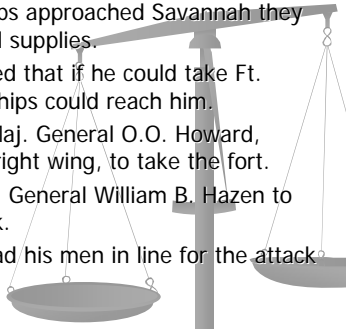 ps approached Savannah they
d supplies.
ed that if he could take Ft.
hips could reach him.
Maj. General O.O. Howard,
right wing, to take the fort.
General William B. Hazen to
k.
ad his men in line for the attack